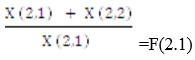 X(2.1) + X(2.2)
X(2.1)
=F(2.1)